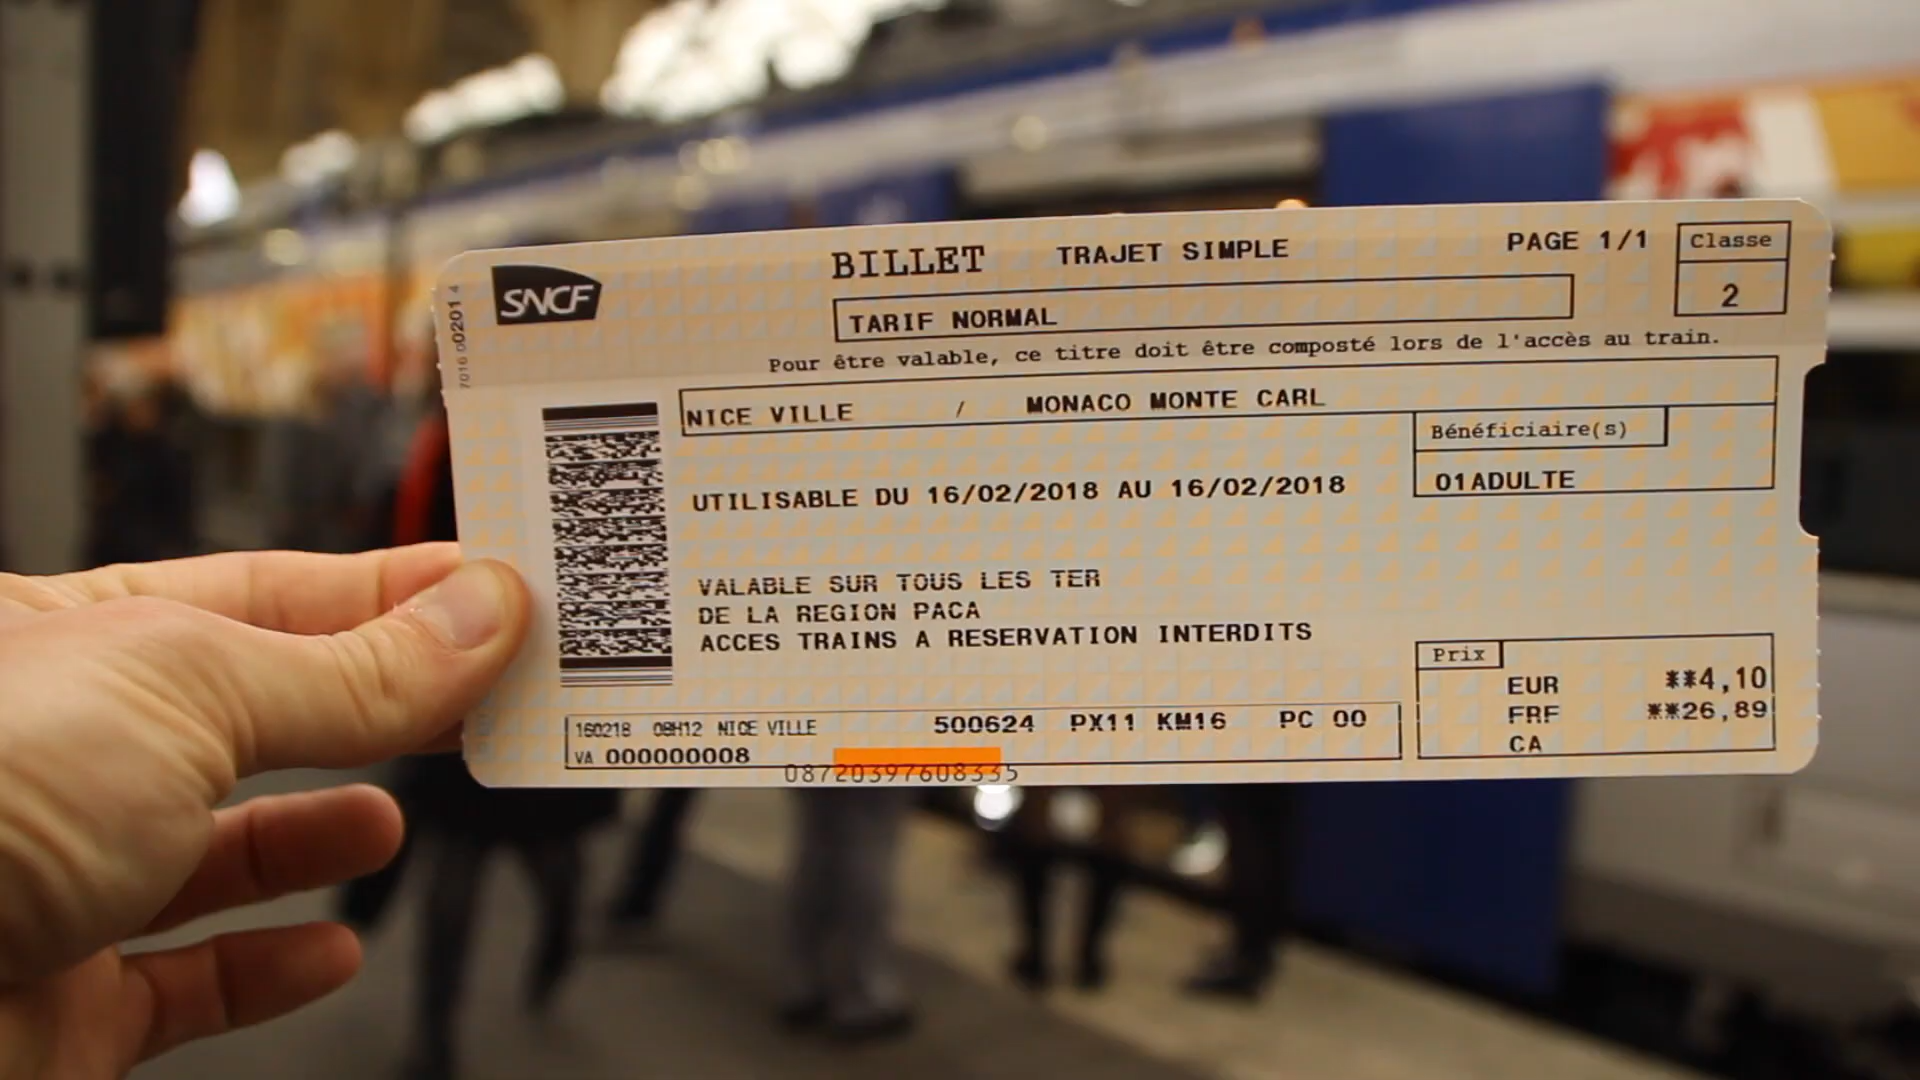 SNCF
BILLET TRAJET SIMPLE PAGE 1/1
Classe
2
TARIF NORMAL
Pour être valable, ce titre doit être composté lors de l'accès au train.
NICE VILLE / MONACO MONTE CARL
Bénéficiaire(s)
01ADULTE
UTILISABLE DU 16/02/2018 AU 16/02/2018
VALABLE SUR TOUS LES TER
DE LA REGION PACA
ACCES TRAINS A RESERVATION INTERDITS
Prix
EUR **4,10
FRF **26,89
CA
160218 08H12 NICE VILLE 500624 PX11 KM16 PC 00
VA 000000008
08720397608335